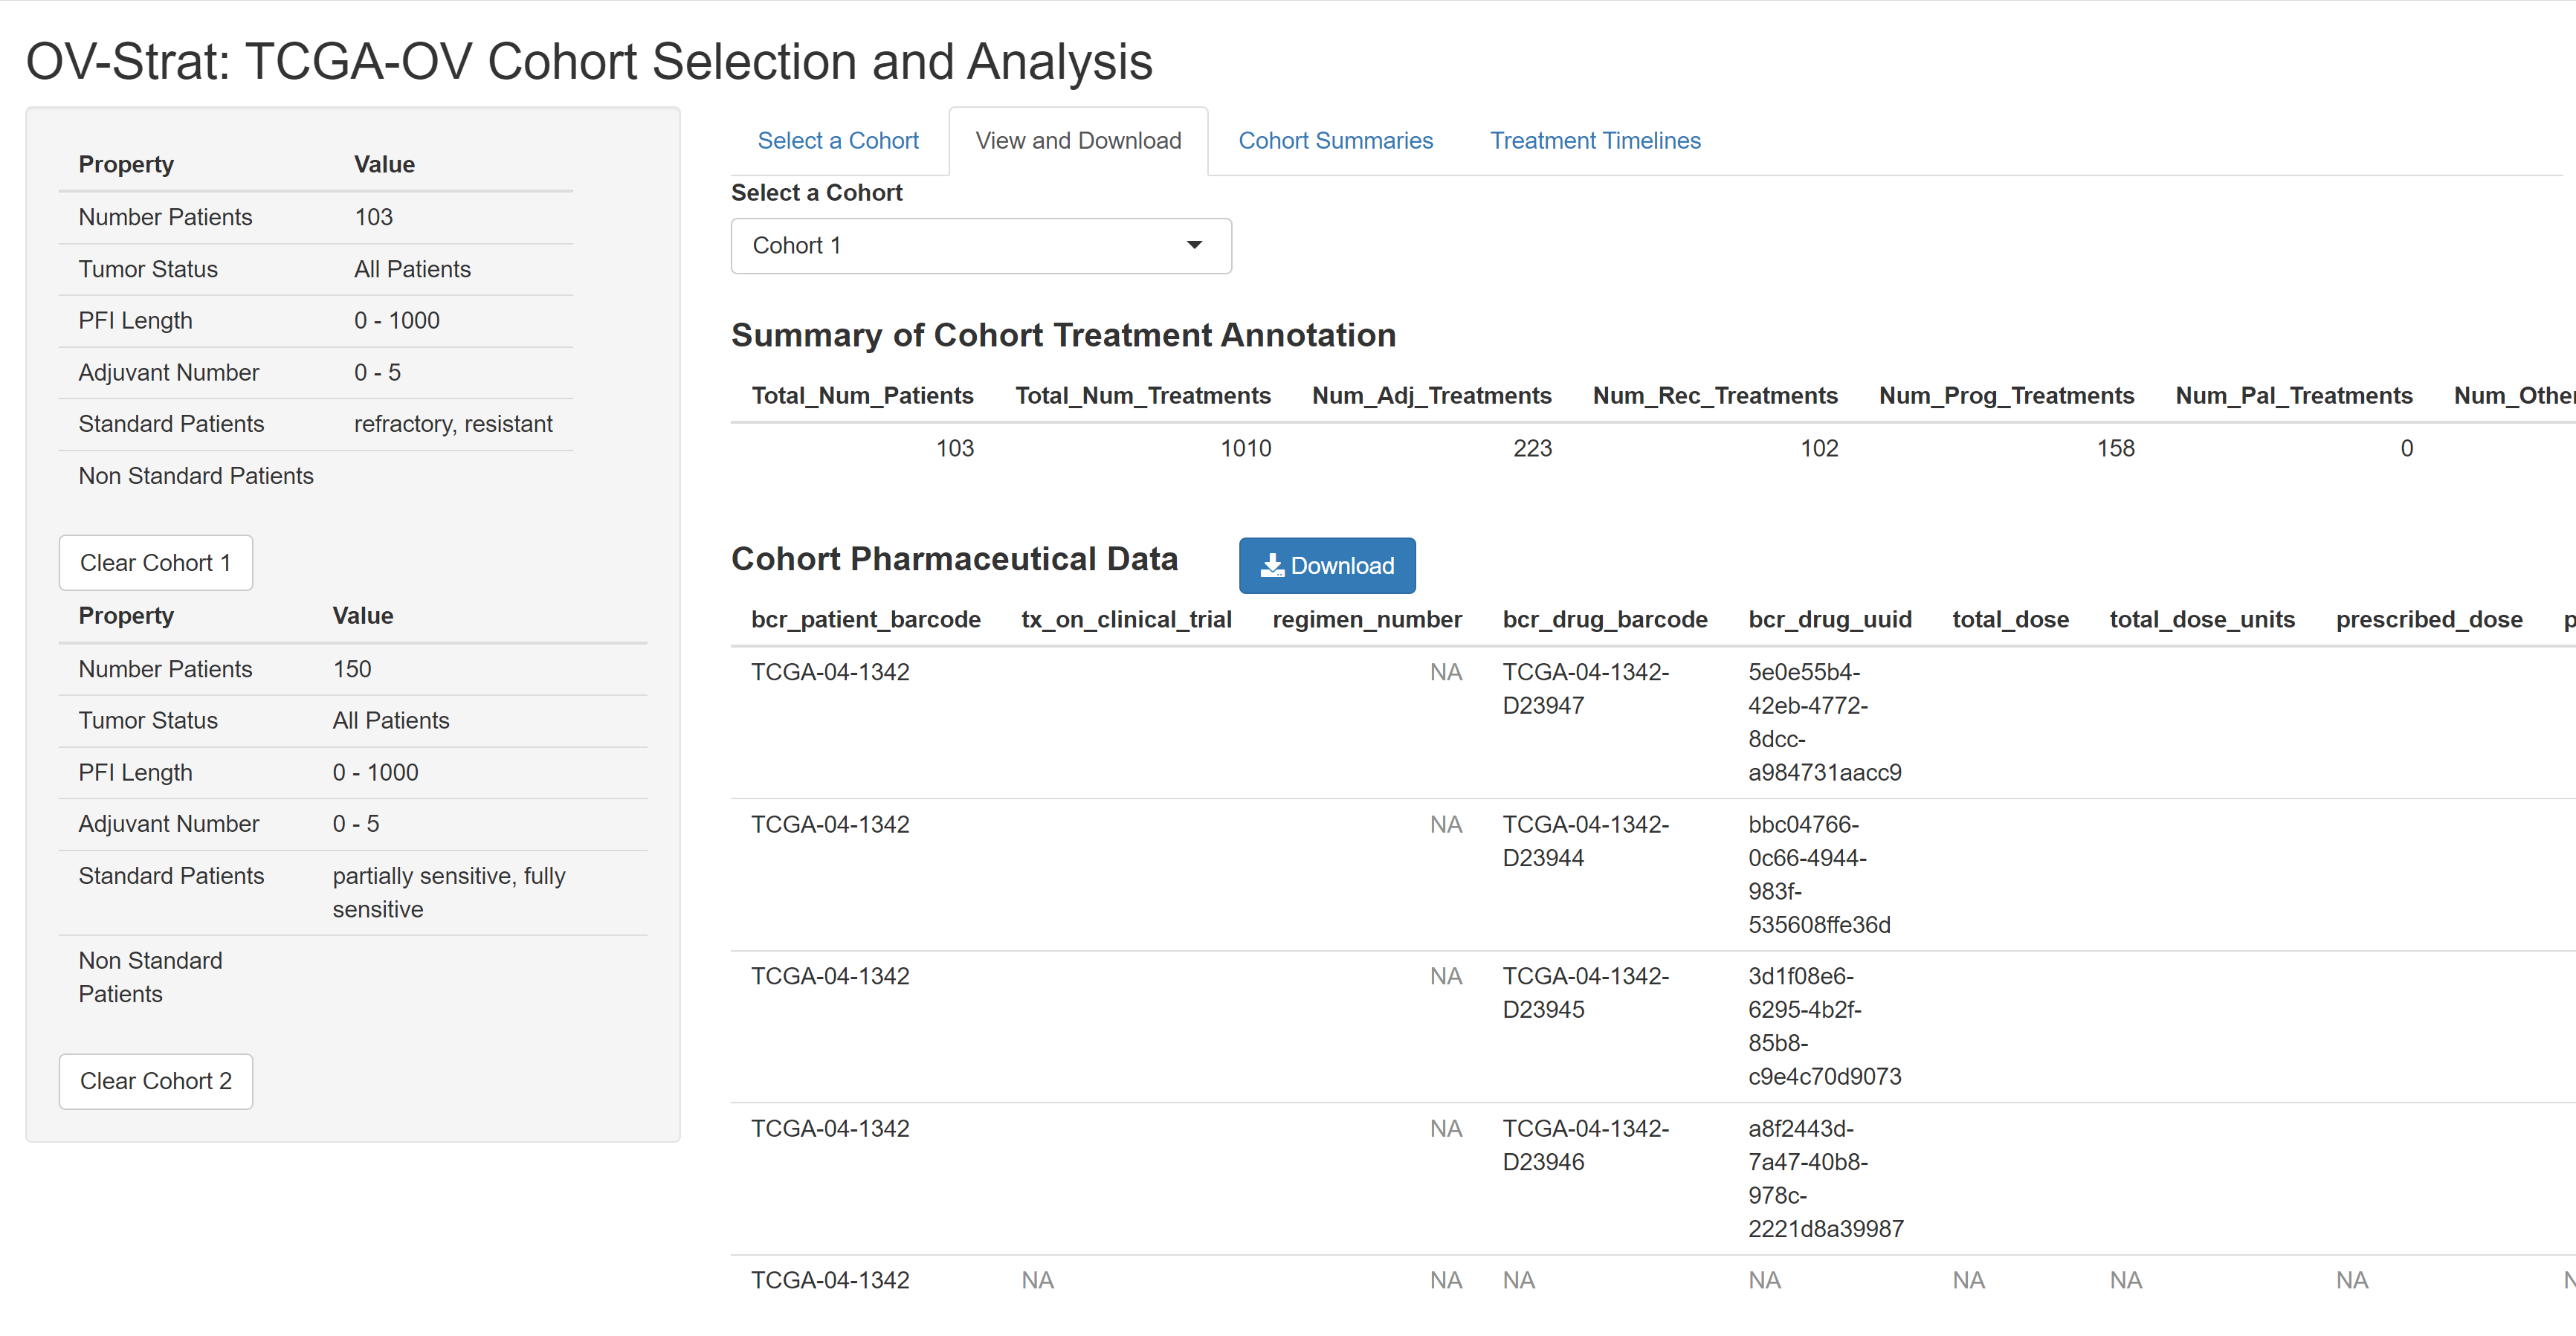 OV-Strat: TCGA-OV Cohort Selection and Analysis
Property Value
Number Patients 103
Tumor Status All Patients
PFI Length 0 - 1000
Adjuvant Number 0 - 5
Standard Patients refractory, resistant
Non Standard Patients
Clear Cohort 1
Property Value
Number Patients 150
Tumor Status All Patients
PFI Length 0 - 1000
Adjuvant Number 0 - 5
Standard Patients partially sensitive, fully
sensitive
Non Standard
Patients
Clear Cohort 2
Select a Cohort View and Download Cohort Summaries Treatment Timelines
Select a Cohort
Cohort 1
Summary of Cohort Treatment Annotation
Total_Num_Patients Total_Num_Treatments Num_Adj_Treatments Num_Rec_Treatments Num_Prog_Treatments Num_Pal_Treatments Num_Other
103 1010 223 102 158 0
Cohort Pharmaceutical Data Download
bcr_patient_barcode tx_on_clinical_trial regimen_number bcr_drug_barcode bcr_drug_uuid total_dose total_dose_units prescribed_dose p
TCGA-04-1342 NA TCGA-04-1342- 5e0e55b4-
D23947 42eb-4772-
8dcc-
a984731aacc9
TCGA-04-1342 NA TCGA-04-1342- bbc04766-
D23944 0c66-4944-
983f-
535608ffe36d
TCGA-04-1342 NA TCGA-04-1342- 3d1f08e6-
D23945 6295-4b2f-
85b8-
c9e4c70d9073
TCGA-04-1342 NA TCGA-04-1342- a8f2443d-
D23946 7a47-40b8-
978c-
2221d8a39987
TCGA-04-1342 NA NA NA NA NA NA NA N